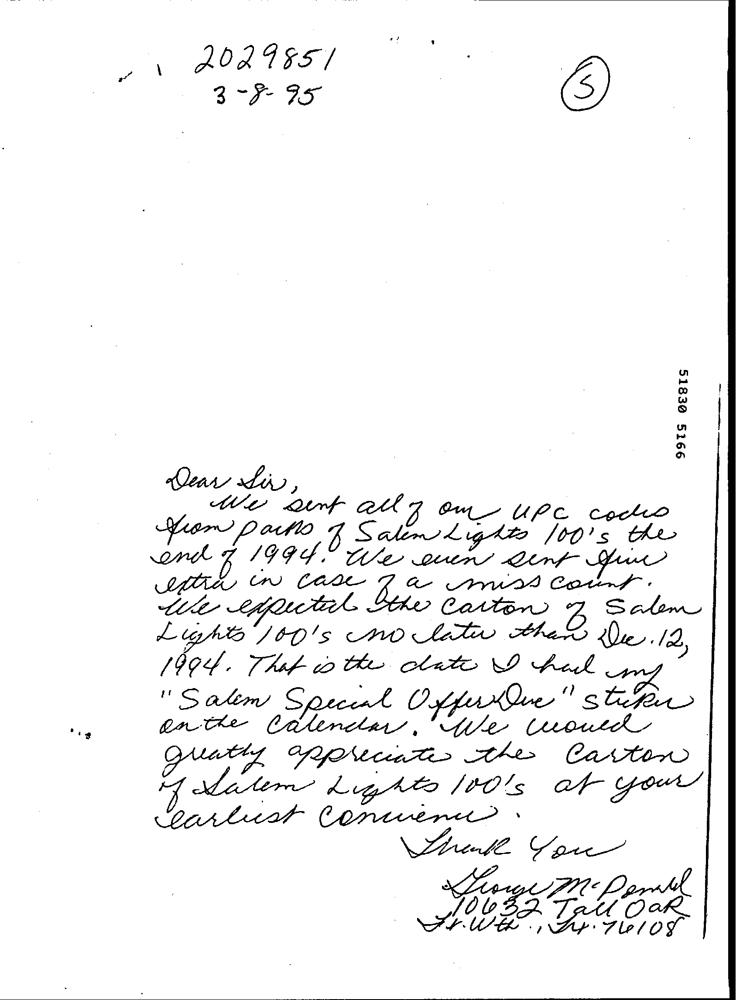 2029851
3-8-95
5
51830 5166
Dear Sir,
We sent all of our UPC codes
from packs of Salem Lights 100's the
end of 1994. We even sent five
extra in case of a miss count.
We expected the carton of Salem
Lights 100's no later than Dec. 12,
1994. That is the date I had my
"Salem Special Offer Due" sticker
on the calendar. We would
greatly appreciate the carton
of Salem Lights 100's at your
earliest
Thank You
George McDonald
10632 Tall Oak
Ft. Wth., Tx. 76108